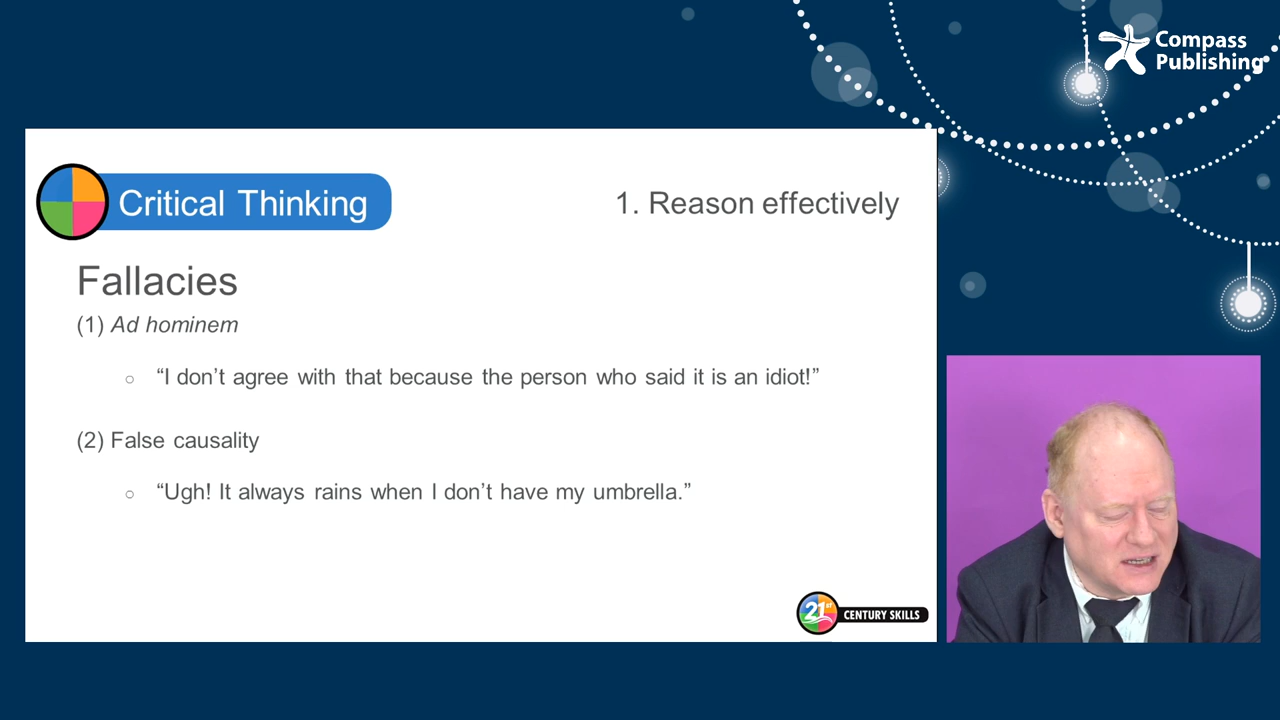 Compass
Publishing
Critical Thinking
1. Reason effectively
Fallacies
(1) Ad hominem
○ “I don’t agree with that because the person who said it is an idiot!”
(2) False causality
○ “Ugh! It always rains when I don’t have my umbrella.”
21st CENTURY SKILLS